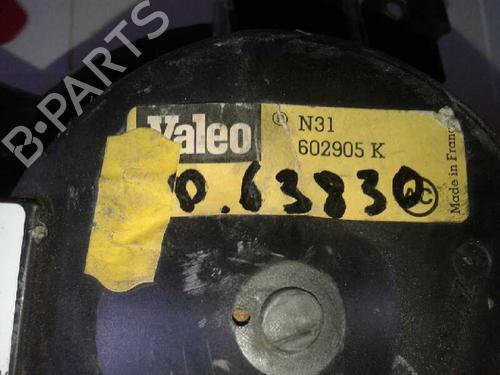 B-PARTS
Valeo
® N31
602905 K
0.63830
Made in France